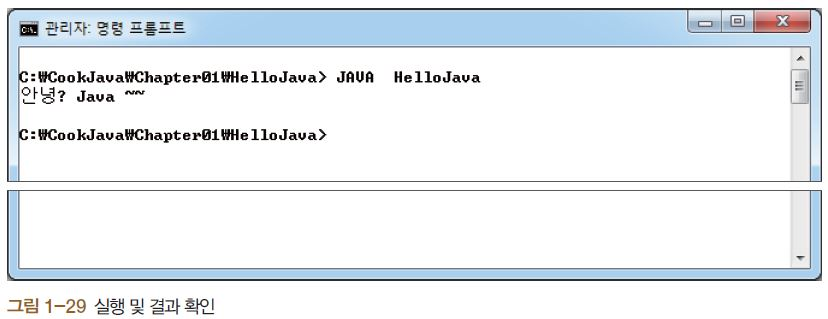 관리자: 명령 프롬프트
C:\₩CookJava₩Chapter01₩HelloJava> JAVA  HelloJava
안녕? Java ~~
C:₩CookJava₩Chapter01₩HelloJava>
그림 1-29 실행 및 결과 확인